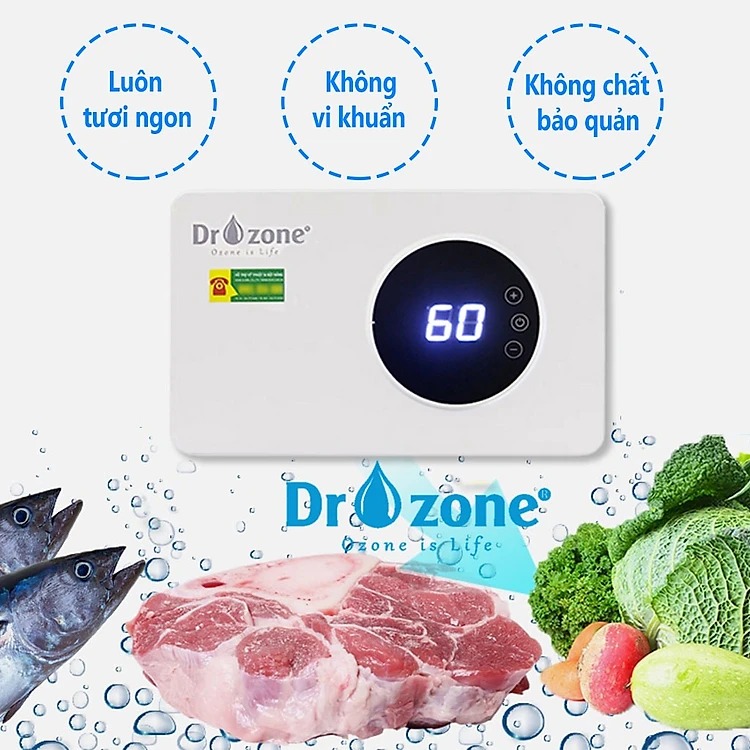 Luôn
tươi ngon
Không
vi khuẩn
Không chất
bảo quản
Dr zone®
Ozone is Life
60
Dr zone®
Ozone is Life